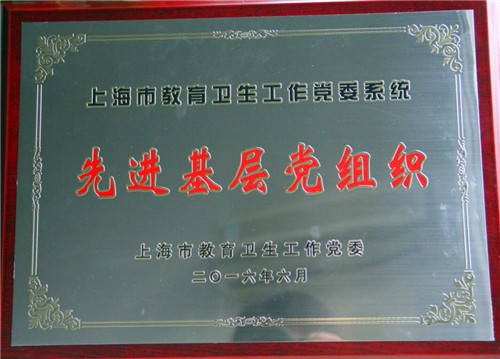 上海市教育卫生工作党委系统
先进基层党组织
上海市教育卫生工作党委
二〇一六年六月